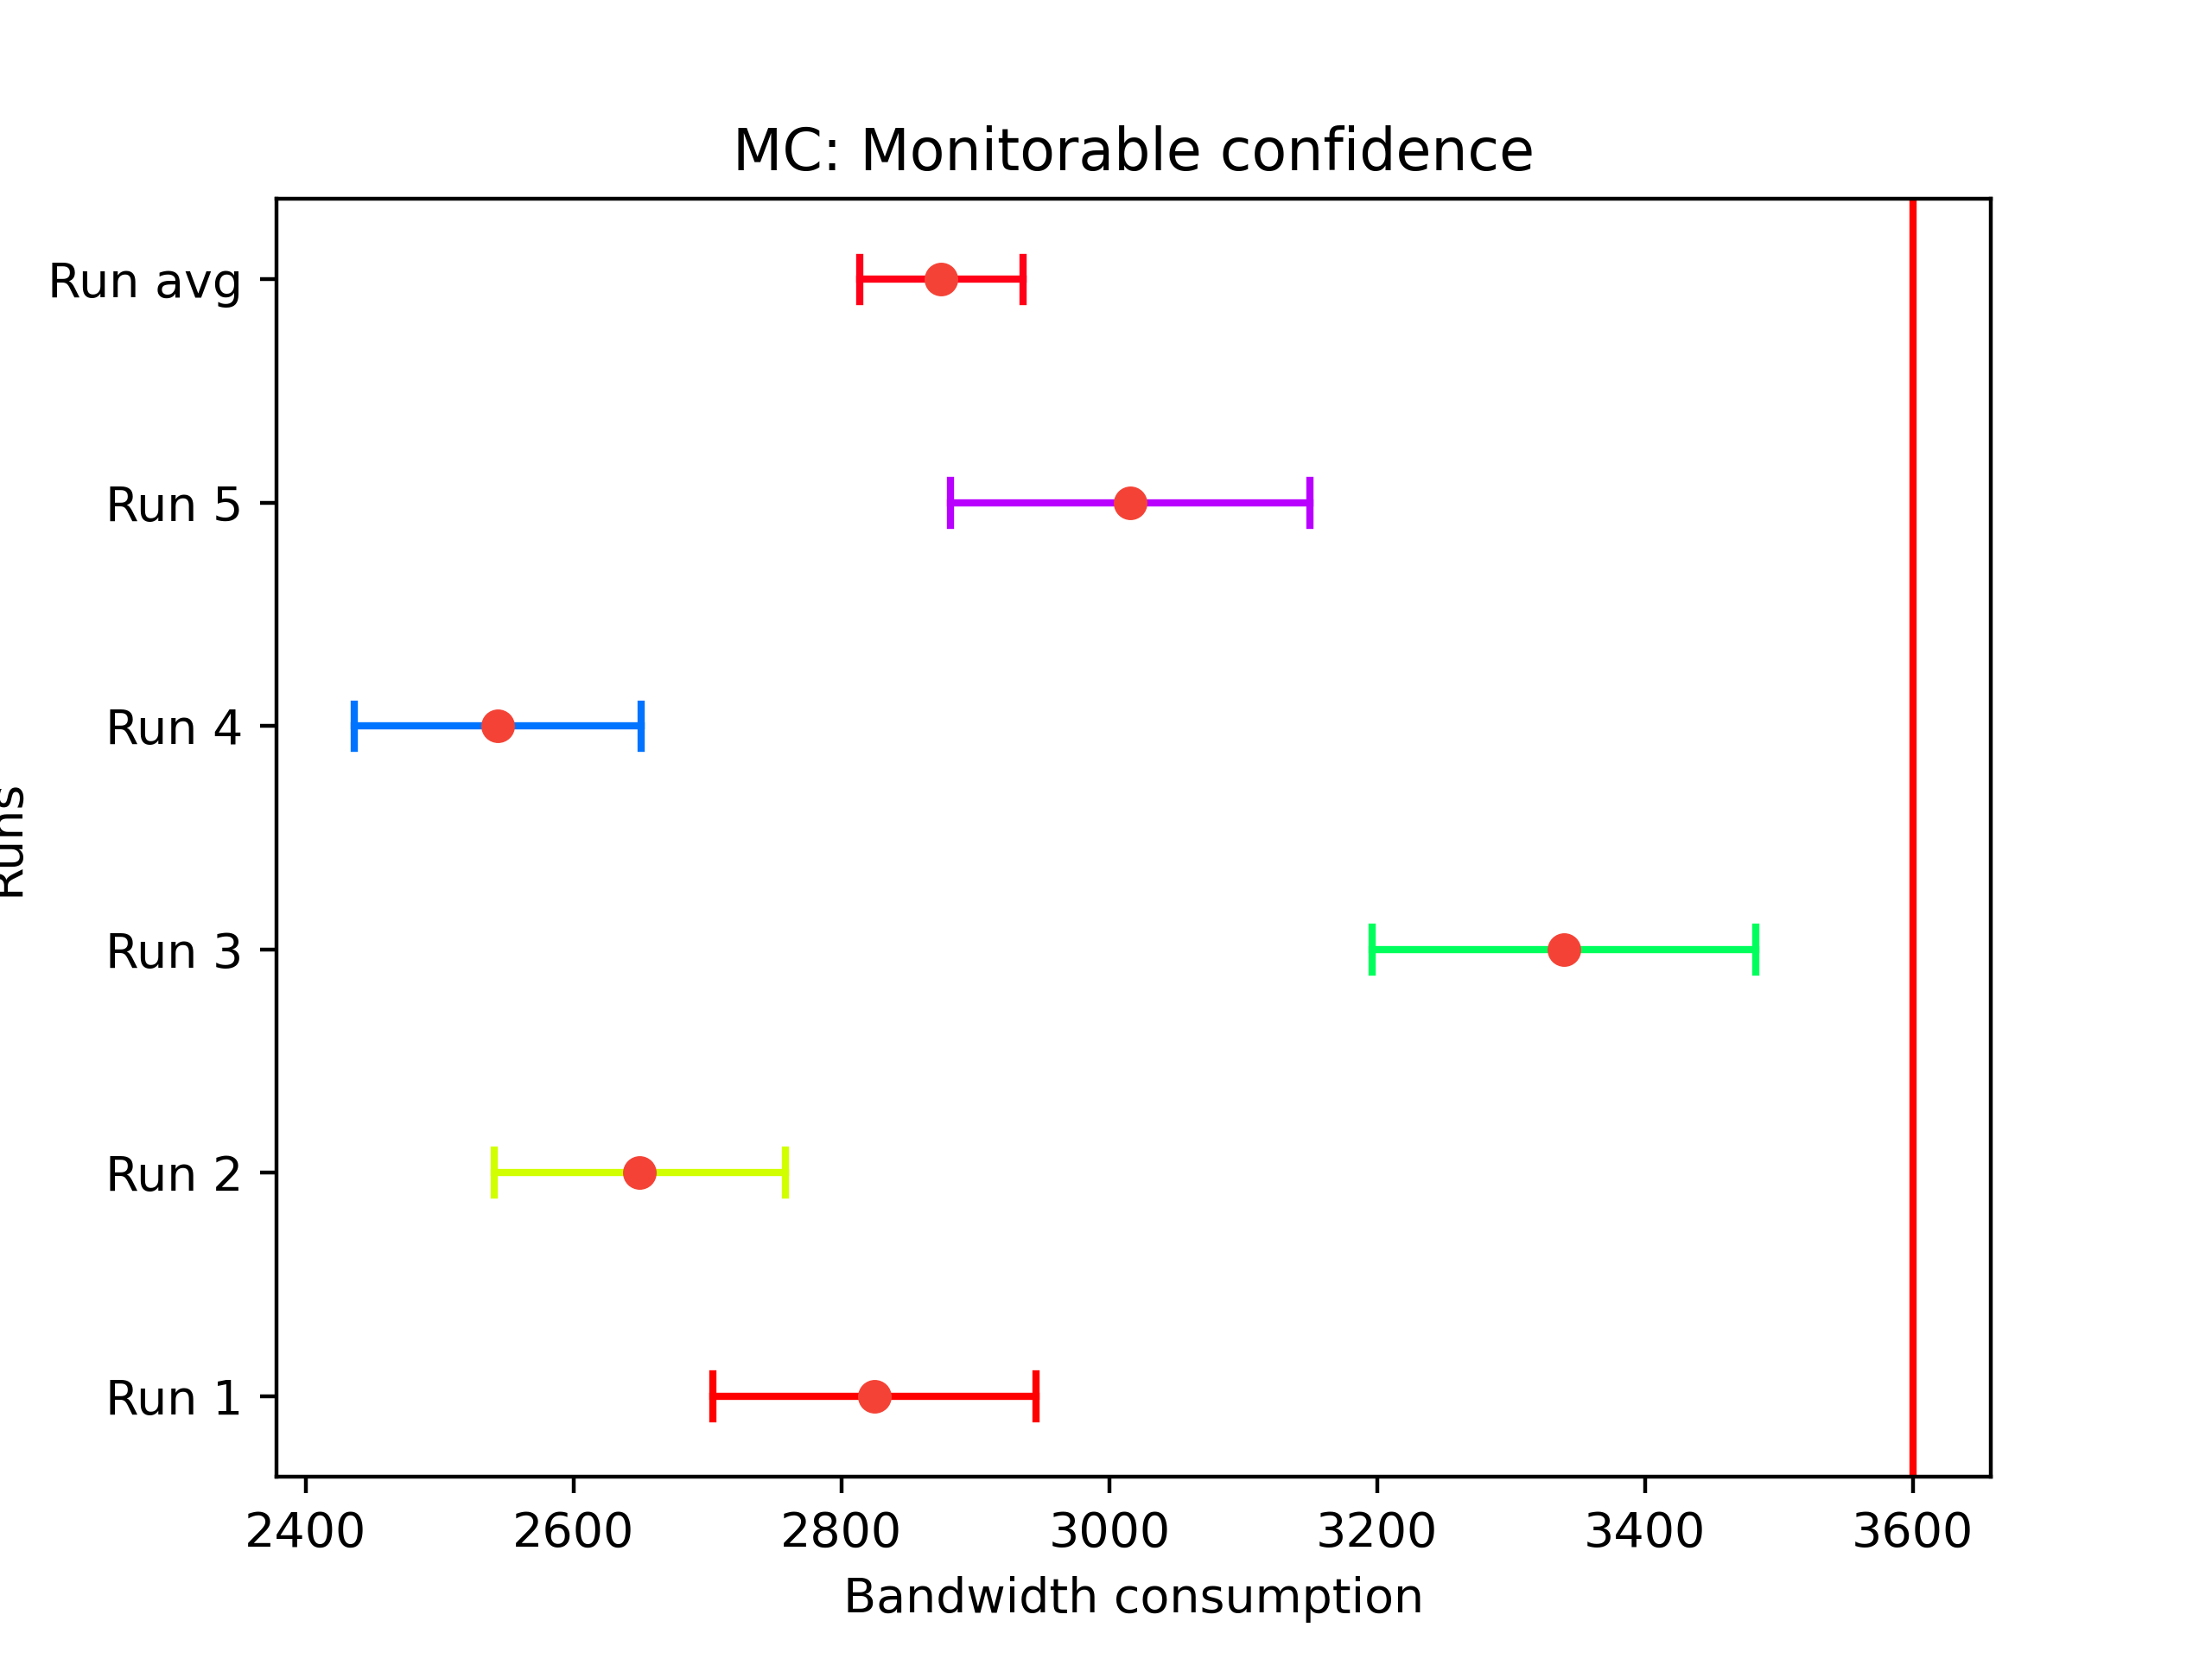 MC: Monitorable confidence
Run avg
Run 5
Run 4
Runs
Run 3
Run 2
Run 1
2400 2600 2800 3000 3200 3400 3600
Bandwidth consumption